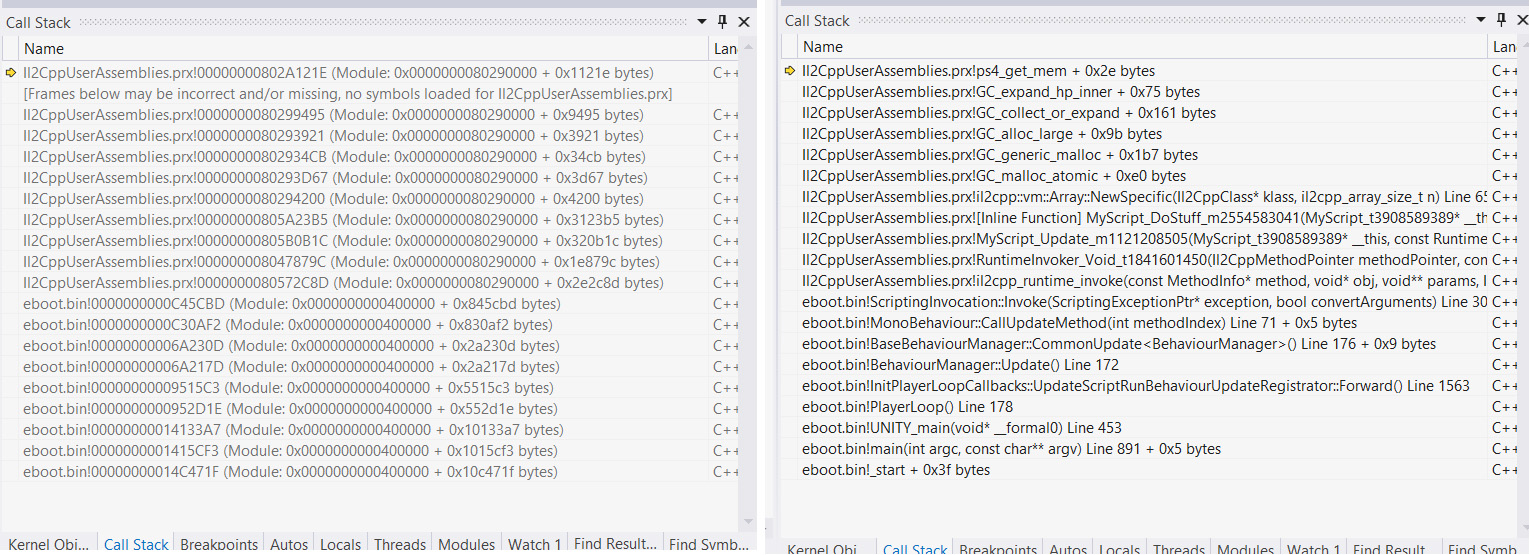 Call Stack
Name
Lan
Il2CppUserAssemblies.prx!00000000802A121E (Module: 0x0000000080290000 + 0x1121e bytes)
C++
[Frames below may be incorrect and/or missing, no symbols loaded for Il2CppUserAssemblies.prx]
Il2CppUserAssemblies.prx!0000000080299495 (Module: 0x0000000080290000 + 0x9495 bytes)
C++
Il2CppUserAssemblies.prx!0000000080293921 (Module: 0x0000000080290000 + 0x3921 bytes)
C++
Il2CppUserAssemblies.prx!00000000802934CB (Module: 0x0000000080290000 + 0x34cb bytes)
C++
Il2CppUserAssemblies.prx!0000000080293D67 (Module: 0x0000000080290000 + 0x3d67 bytes)
C++
Il2CppUserAssemblies.prx!0000000080294200 (Module: 0x0000000080290000 + 0x4200 bytes)
C++
Il2CppUserAssemblies.prx!00000000805A23B5 (Module: 0x0000000080290000 + 0x3123b5 bytes)
C++
Il2CppUserAssemblies.prx!00000000805B0B1C (Module: 0x0000000080290000 + 0x320b1c bytes)
C++
Il2CppUserAssemblies.prx!000000008047879C (Module: 0x0000000080290000 + 0x1e879c bytes)
C++
Il2CppUserAssemblies.prx!0000000080572C8D (Module: 0x0000000080290000 + 0x2e2c8d bytes)
C++
eboot.bin!0000000000C45CBD (Module: 0x0000000000400000 + 0x845cbd bytes)
C++
eboot.bin!0000000000C30AF2 (Module: 0x0000000000400000 + 0x830af2 bytes)
C++
eboot.bin!00000000006A230D (Module: 0x0000000000400000 + 0x2a230d bytes)
C++
eboot.bin!00000000006A217D (Module: 0x0000000000400000 + 0x2a217d bytes)
C++
eboot.bin!00000000009515C3 (Module: 0x0000000000400000 + 0x5515c3 bytes)
C++
eboot.bin!0000000000952D1E (Module: 0x0000000000400000 + 0x552d1e bytes)
C++
eboot.bin!00000000014133A7 (Module: 0x0000000000400000 + 0x10133a7 bytes)
C++
eboot.bin!0000000001415CF3 (Module: 0x0000000000400000 + 0x1015cf3 bytes)
C++
eboot.bin!00000000014C471F (Module: 0x0000000000400000 + 0x10c471f bytes)
C++
Kernel Obj... Call Stack Breakpoints Autos Locals Threads Modules Watch 1 Find Result... Find Symb...
Call Stack
Name
Lan
Il2CppUserAssemblies.prx!ps4_get_mem + 0x2e bytes
C++
Il2CppUserAssemblies.prx!GC_expand_hp_inner + 0x75 bytes
C++
Il2CppUserAssemblies.prx!GC_collect_or_expand + 0x161 bytes
C++
Il2CppUserAssemblies.prx!GC_alloc_large + 0x9b bytes
C++
Il2CppUserAssemblies.prx!GC_generic_malloc + 0x1b7 bytes
C++
Il2CppUserAssemblies.prx!GC_malloc_atomic + 0xe0 bytes
C++
Il2CppUserAssemblies.prx!il2cpp::vm::Array::NewSpecific(Il2CppClass* klass, il2cpp_array_size_t n) Line 65
C++
Il2CppUserAssemblies.prx![Inline Function] MyScript_DoStuff_m2554583041(MyScript_t3908589389* __th
C++
Il2CppUserAssemblies.prx!MyScript_Update_m1121208505(MyScript_t3908589389* __this, const Runtime
C++
Il2CppUserAssemblies.prx!RuntimeInvoker_Void_t1841601450(Il2CppMethodPointer methodPointer, con
C++
Il2CppUserAssemblies.prx!il2cpp_runtime_invoke(const MethodInfo* method, void* obj, void** params, I
C++
eboot.bin!ScriptingInvocation::Invoke(ScriptingExceptionPtr* exception, bool convertArguments) Line 30
C++
eboot.bin!MonoBehaviour::CallUpdateMethod(int methodIndex) Line 71 + 0x5 bytes
C++
eboot.bin!BaseBehaviourManager::CommonUpdate<BehaviourManager>() Line 176 + 0x9 bytes
C++
eboot.bin!BehaviourManager::Update() Line 172
C++
eboot.bin!InitPlayerLoopCallbacks::UpdateScriptRunBehaviourUpdateRegistrator::Forward() Line 1563
C++
eboot.bin!PlayerLoop() Line 178
C++
eboot.bin!UNITY_main(void* __formal0) Line 453
C++
eboot.bin!main(int argc, const char** argv) Line 891 + 0x5 bytes
C++
eboot.bin!_start + 0x3f bytes
C++
Kernel Obj... Call Stack Breakpoints Autos Locals Threads Modules Watch 1 Find Result... Find Symb